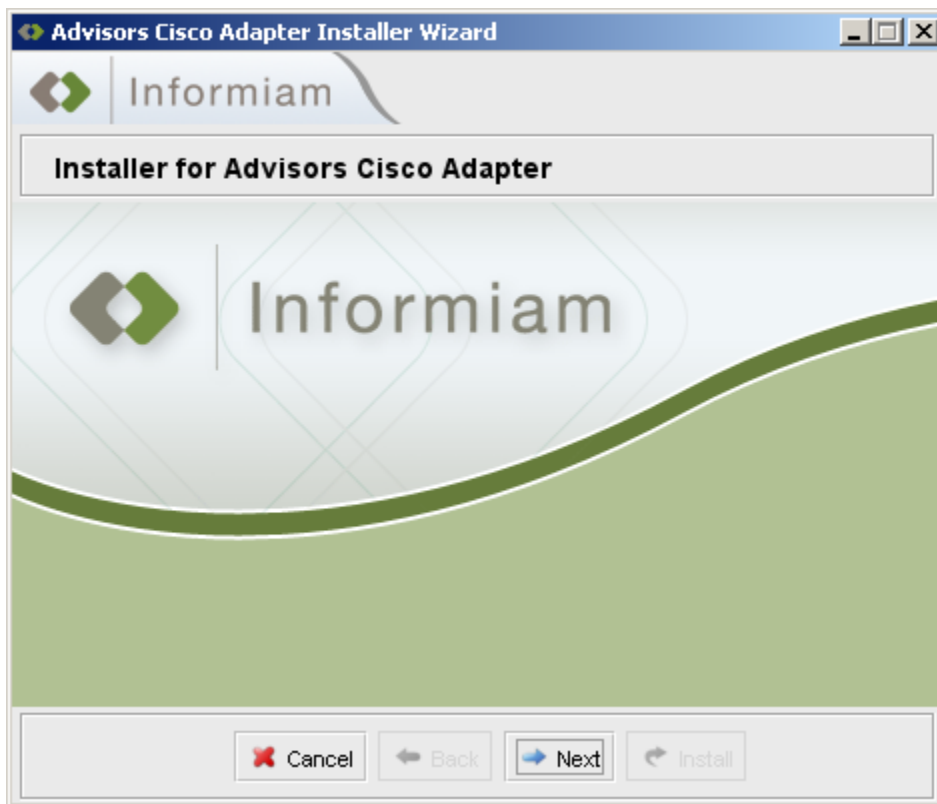 Advisors Cisco Adapter Installer Wizard
Informiam
Installer for Advisors Cisco Adapter
Informiam
Cancel Back Next Install